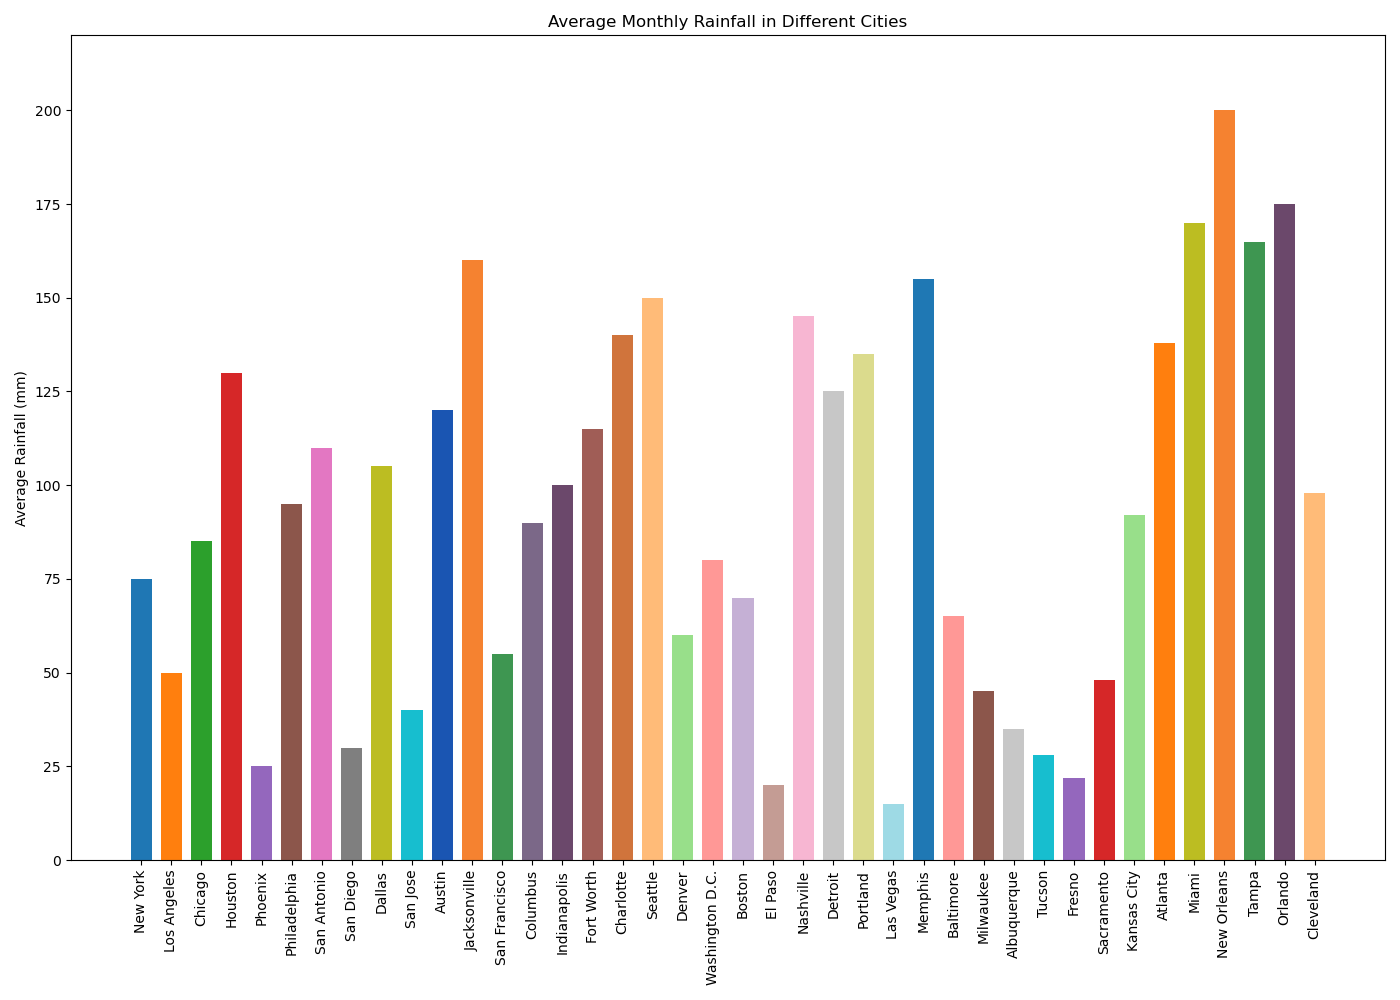 Average Monthly Rainfall in Different Cities
Average Rainfall (mm)
200
175
150
125
100
75
50
25
0
New York
Los Angeles
Chicago
Houston
Phoenix
Philadelphia
San Antonio
San Diego
Dallas
San Jose
Austin
Jacksonville
San Francisco
Columbus
Indianapolis
Fort Worth
Charlotte
Seattle
Denver
Washington D.C.
Boston
El Paso
Nashville
Detroit
Portland
Las Vegas
Memphis
Baltimore
Milwaukee
Albuquerque
Tucson
Fresno
Sacramento
Kansas City
Atlanta
Miami
New Orleans
Tampa
Orlando
Cleveland